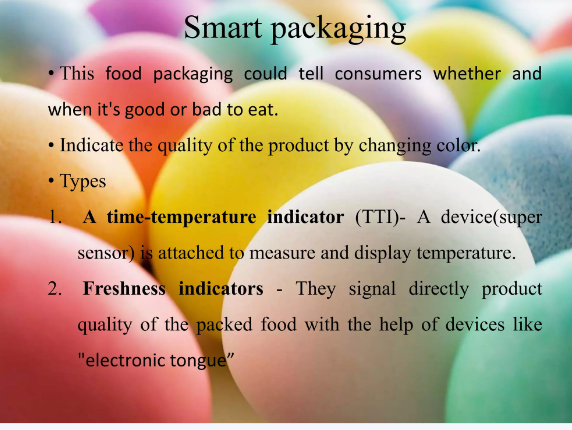 Smart packaging
• This food packaging could tell consumers whether and
when it's good or bad to eat.
• Indicate the quality of the product by changing color.
• Types
1. A time-temperature indicator (TTI)- A device(super
sensor) is attached to measure and display temperature.
2. Freshness indicators - They signal directly product
quality of the packed food with the help of devices like
"electronic tongue”